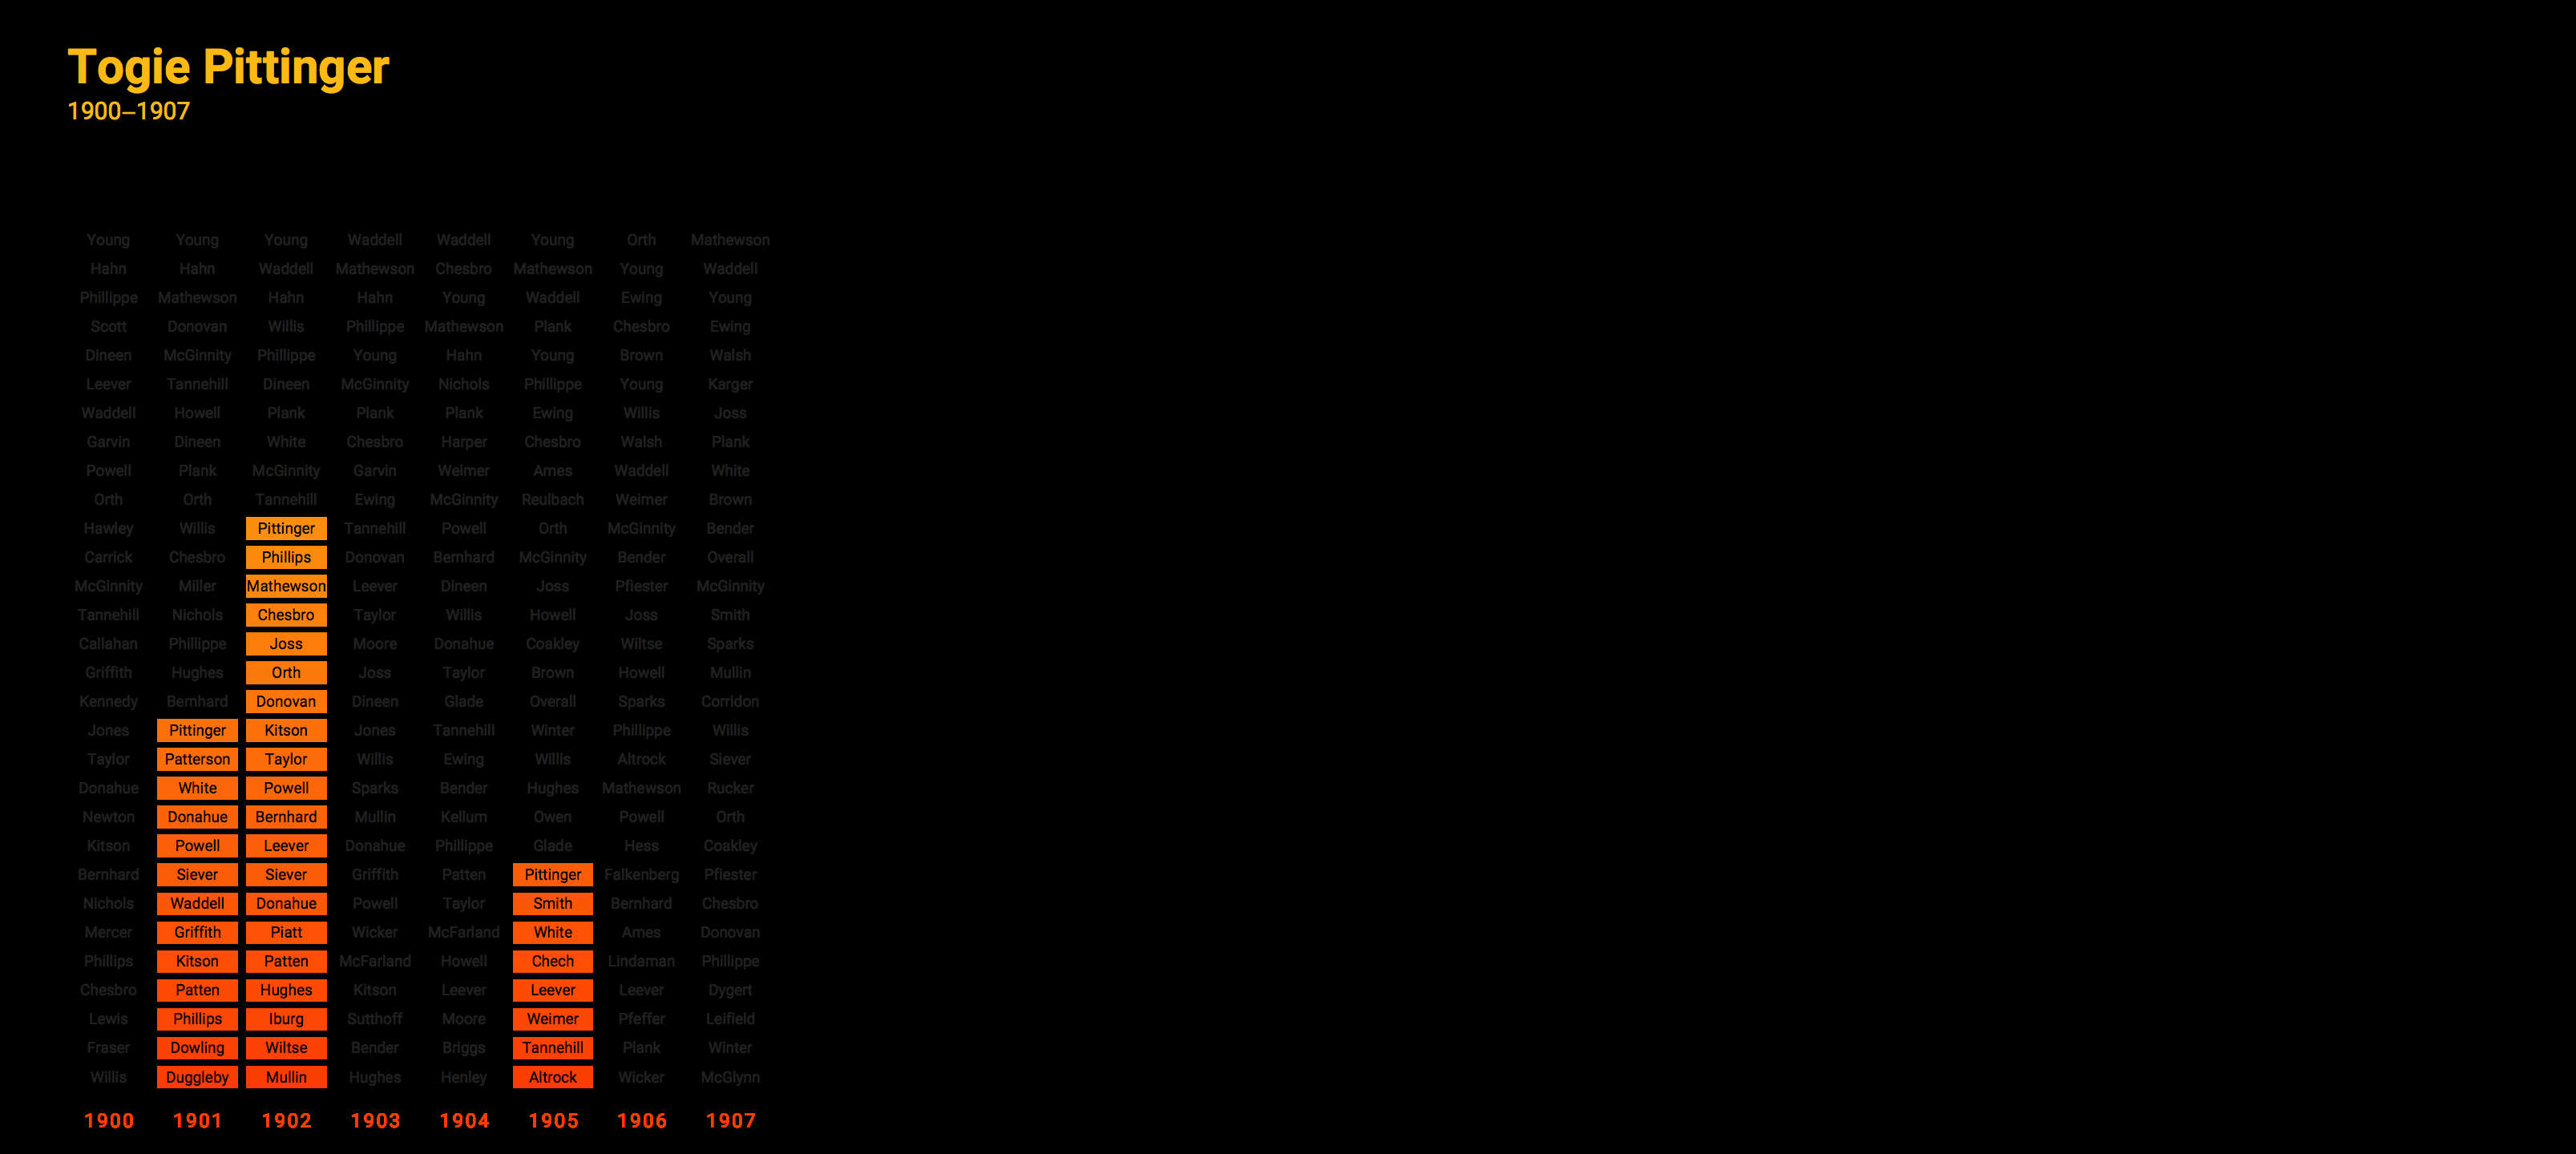 Togie Pittinger
1900–1907
Young Young Young Waddell Waddell Young Orth Mathewson
Hahn Hahn Waddell Mathewson Chesbro Mathewson Young Waddell
Phillippe Mathewson Hahn Hahn Young Waddell Ewing Young
Scott Donovan Willis Phillippe Mathewson Plank Chesbro Ewing
Dineen McGinnity Phillippe Young Hahn Young Brown Walsh
Leever Tannehill Dineen McGinnity Nichols Phillippe Young Karger
Waddell Howell Plank Plank Plank Ewing Willis Joss
Garvin Dineen White Chesbro Harper Chesbro Walsh Plank
Powell Plank McGinnity Garvin Weimer Ames Waddell White
Orth Orth Tannehill Ewing McGinnity Reulbach Weimer Brown
Hawley Willis Pittinger Tannehill Powell Orth McGinnity Bender
Carrick Chesbro Phillips Donovan Bernhard McGinnity Bender Overall
McGinnity Miller Mathewson Leever Dineen Joss Pfiester McGinnity
Tannehill Nichols Chesbro Taylor Willis Howell Joss Smith
Callahan Phillippe Joss Moore Donahue Coakley Wiltse Sparks
Griffith Hughes Orth Joss Taylor Brown Howell Mullin
Kennedy Bernhard Donovan Dineen Glade Overall Sparks Corridon
Jones Pittinger Kitson Jones Tannehill Winter Phillippe Willis
Taylor Patterson Taylor Willis Ewing Willis Altrock Siever
Donahue White Powell Sparks Bender Hughes Mathewson Rucker
Newton Donahue Bernhard Mullin Kellum Owen Powell Orth
Kitson Powell Leever Donahue Phillippe Glade Hess Coakley
Bernhard Siever Siever Griffith Patten Pittinger Falkenberg Pfiester
Nichols Waddell Donahue Powell Taylor Smith Bernhard Chesbro
Mercer Griffith Piatt Wicker McFarland White Ames Donovan
Phillips Kitson Patten McFarland Howell Chech Lindaman Phillippe
Chesbro Patten Hughes Kitson Leever Leever Leever Dygert
Lewis Phillips Iburg Sutthoff Moore Weimer Pfeffer Leifield
Fraser Dowling Wiltse Bender Briggs Tannehill Plank Winter
Willis Duggleby Mullin Hughes Henley Altrock Wicker McGlynn
1900 1901 1902 1903 1904 1905 1906 1907